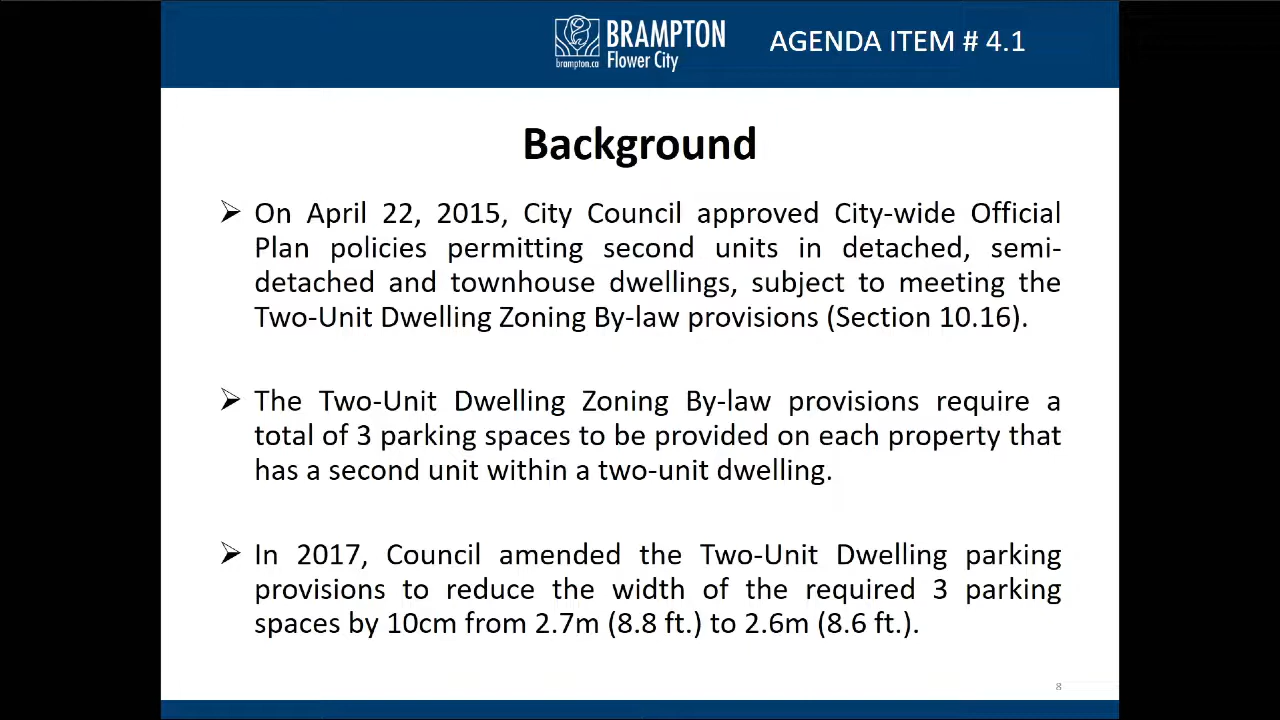 BRAMPTON
brampton.ca
Flower City
AGENDA ITEM # 4.1
Background
➢ On April 22, 2015, City Council approved City-wide Official
Plan policies permitting second units in detached, semi-
detached and townhouse dwellings, subject to meeting the
Two-Unit Dwelling Zoning By-law provisions (Section 10.16).
➢ The Two-Unit Dwelling Zoning By-law provisions require a
total of 3 parking spaces to be provided on each property that
has a second unit within a two-unit dwelling.
➢ In 2017, Council amended the Two-Unit Dwelling parking
provisions to reduce the width of the required 3 parking
spaces by 10cm from 2.7m (8.8 ft.) to 2.6m (8.6 ft.).
8